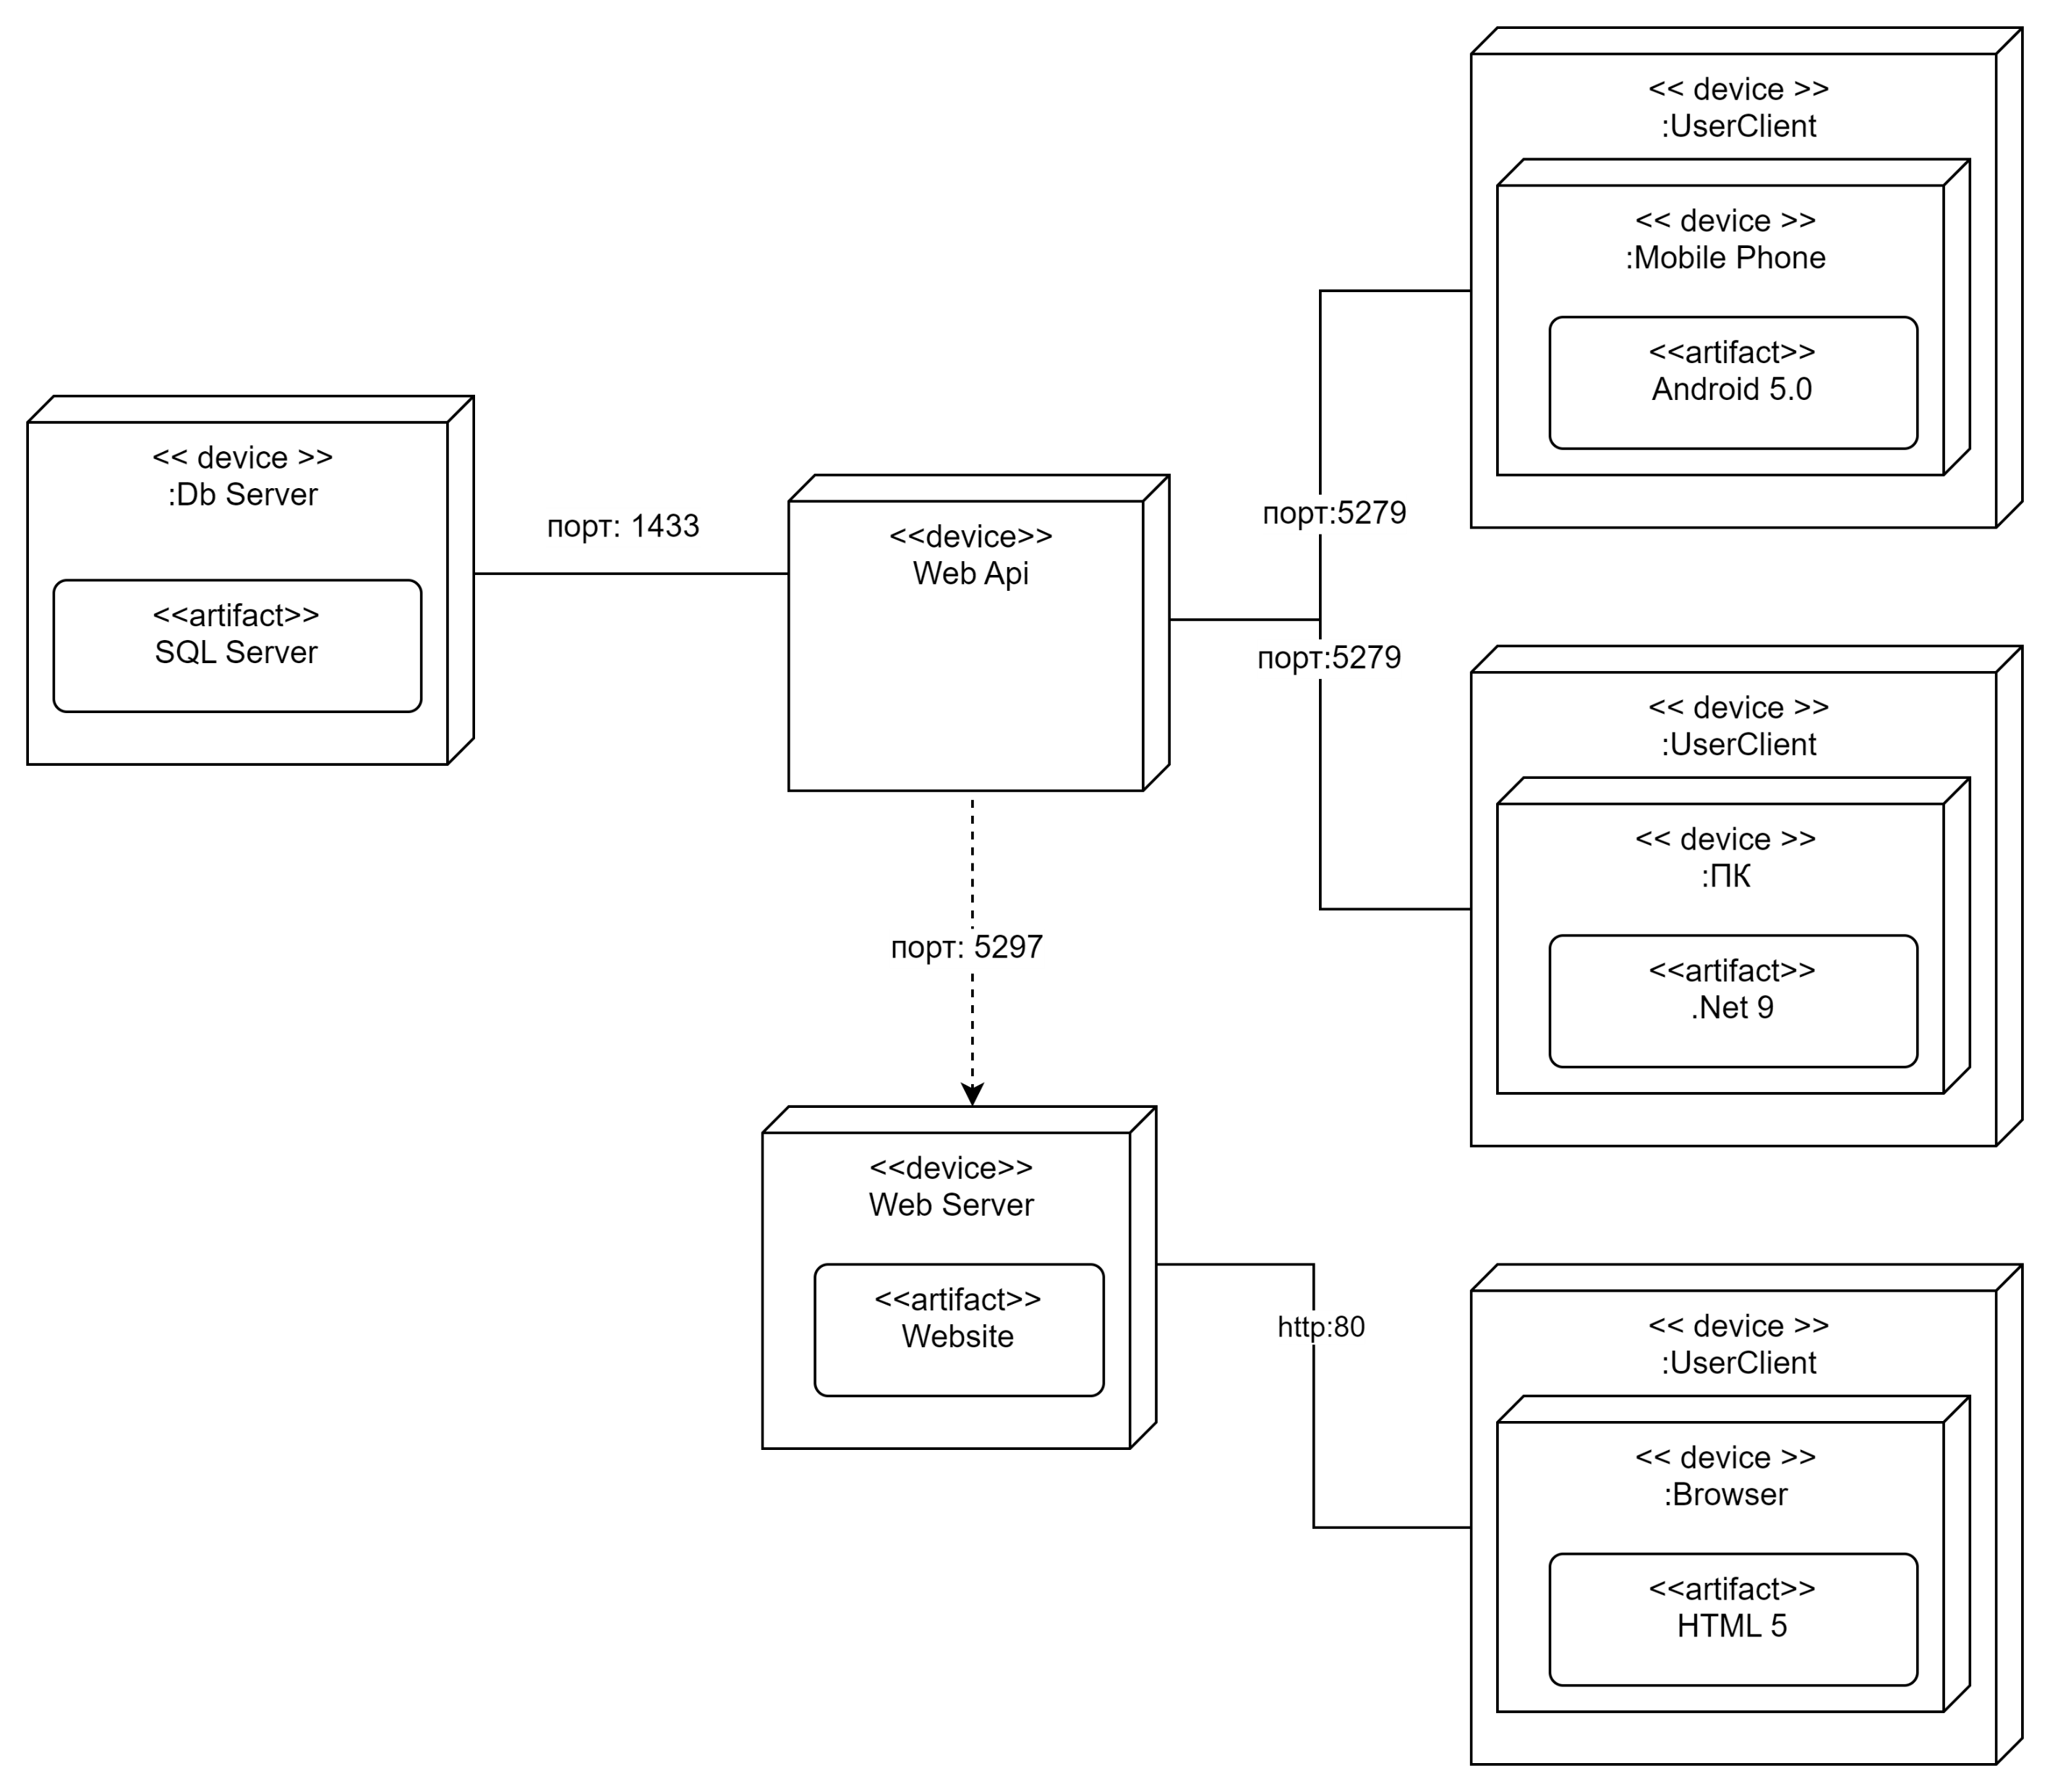 << device >>
:UserClient
<< device >>
:Mobile Phone
<<artifact>>
Android 5.0
<< device >>
:Db Server
<<artifact>>
SQL Server
порт: 1433
<<device>>
Web Api
порт:5279
порт:5279
<< device >>
:UserClient
<< device >>
:ПК
<<artifact>>
.Net 9
порт: 5297
<<device>>
Web Server
<<artifact>>
Website
http:80
<< device >>
:UserClient
<< device >>
:Browser
<<artifact>>
HTML 5